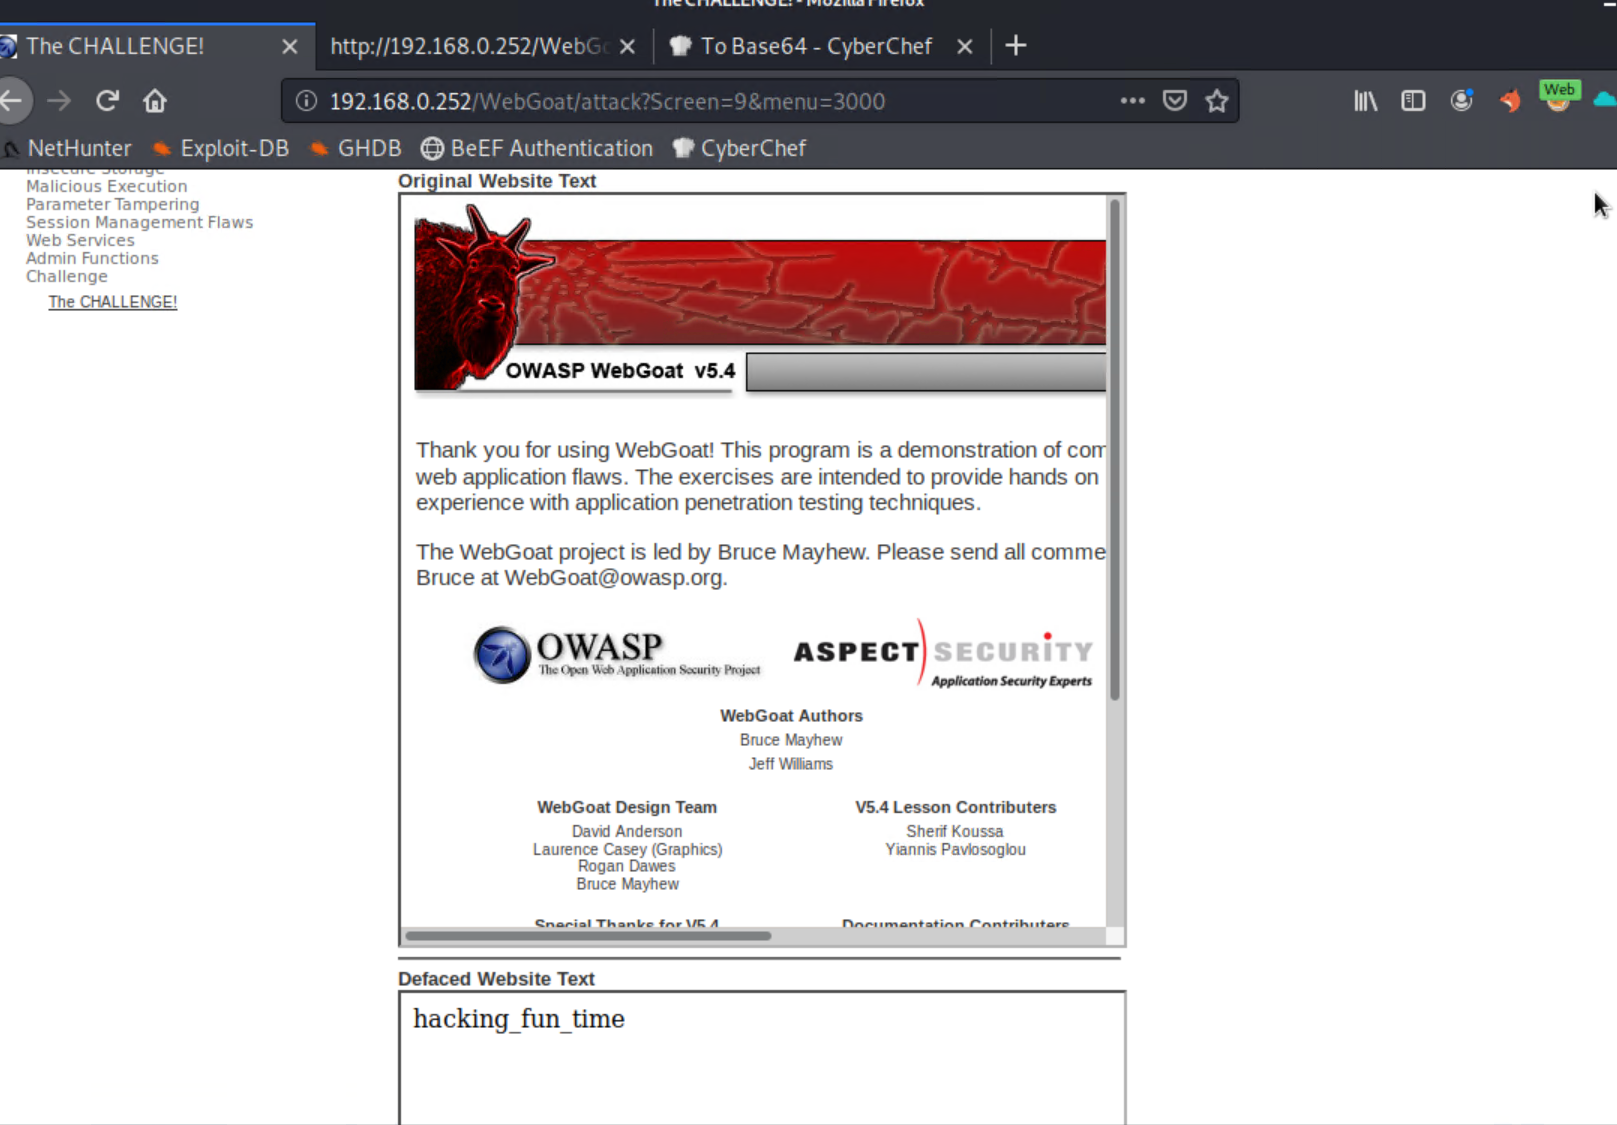 The CHALLENGE! - Mozilla Firefox
The CHALLENGE!
http://192.168.0.252/WebGo
To Base64 - CyberChef
192.168.0.252/WebGoat/attack?Screen=9&menu=3000
Web
NetHunter
Exploit-DB
GHDB
BeEF Authentication
CyberChef
Insecure Storage
Malicious Execution
Parameter Tampering
Session Management Flaws
Web Services
Admin Functions
Challenge
The CHALLENGE!
Original Website Text
OWASP WebGoat v5.4
Thank you for using WebGoat! This program is a demonstration of com
web application flaws. The exercises are intended to provide hands on
experience with application penetration testing techniques.
The WebGoat project is led by Bruce Mayhew. Please send all comme
Bruce at WebGoat@owasp.org.
OWASP
The Open Web Application Security Project
ASPECT SECURITY
Application Security Experts
WebGoat Authors
Bruce Mayhew
Jeff Williams
WebGoat Design Team
David Anderson
Laurence Casey (Graphics)
Rogan Dawes
Bruce Mayhew
V5.4 Lesson Contributers
Sherif Koussa
Yiannis Pavlosoglou
Special Thanks for V5.4
Documentation Contributers
Defaced Website Text
hacking_fun_time